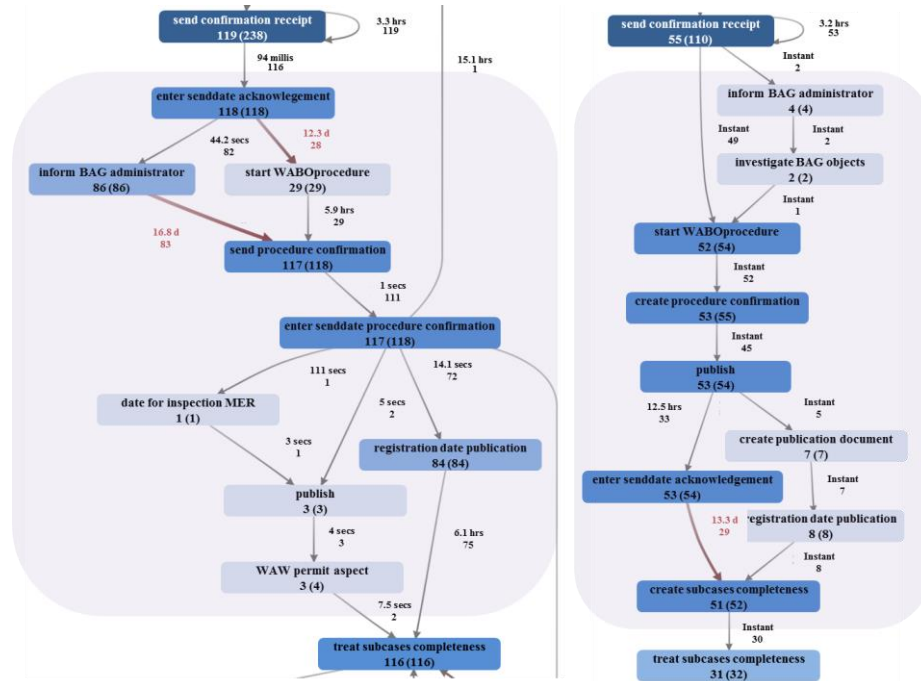 send confirmation receipt
119 (238)
3.3 hrs
119
94 millis
116
15.1 hrs
1
enter senddate acknowlegement
118 (118)
44.2 secs
82
12.3 d
28
inform BAG administrator
86 (86)
start WABOprocedure
29 (29)
16.8 d
83
5.9 hrs
29
send procedure confirmation
117 (118)
1 secs
111
enter senddate procedure confirmation
117 (118)
111 secs
1
14.1 secs
72
5 secs
2
date for inspection MER
1 (1)
3 secs
1
registration date publication
84 (84)
publish
3 (3)
4 secs
3
6.1 hrs
75
WAW permit aspect
3 (4)
7.5 secs
2
treat subcases completeness
116 (116)
send confirmation receipt
55 (110)
3.2 hrs
53
Instant
2
inform BAG administrator
4 (4)
Instant
49
Instant
2
investigate BAG objects
2 (2)
Instant
1
start WABOprocedure
52 (54)
Instant
52
create procedure confirmation
53 (55)
Instant
45
publish
53 (54)
12.5 hrs
33
Instant
5
create publication document
7 (7)
enter senddate acknowledgement
53 (54)
Instant
7
13.3 d
29
registration date publication
8 (8)
Instant
8
create subcases completeness
51 (52)
Instant
30
treat subcases completeness
31 (32)